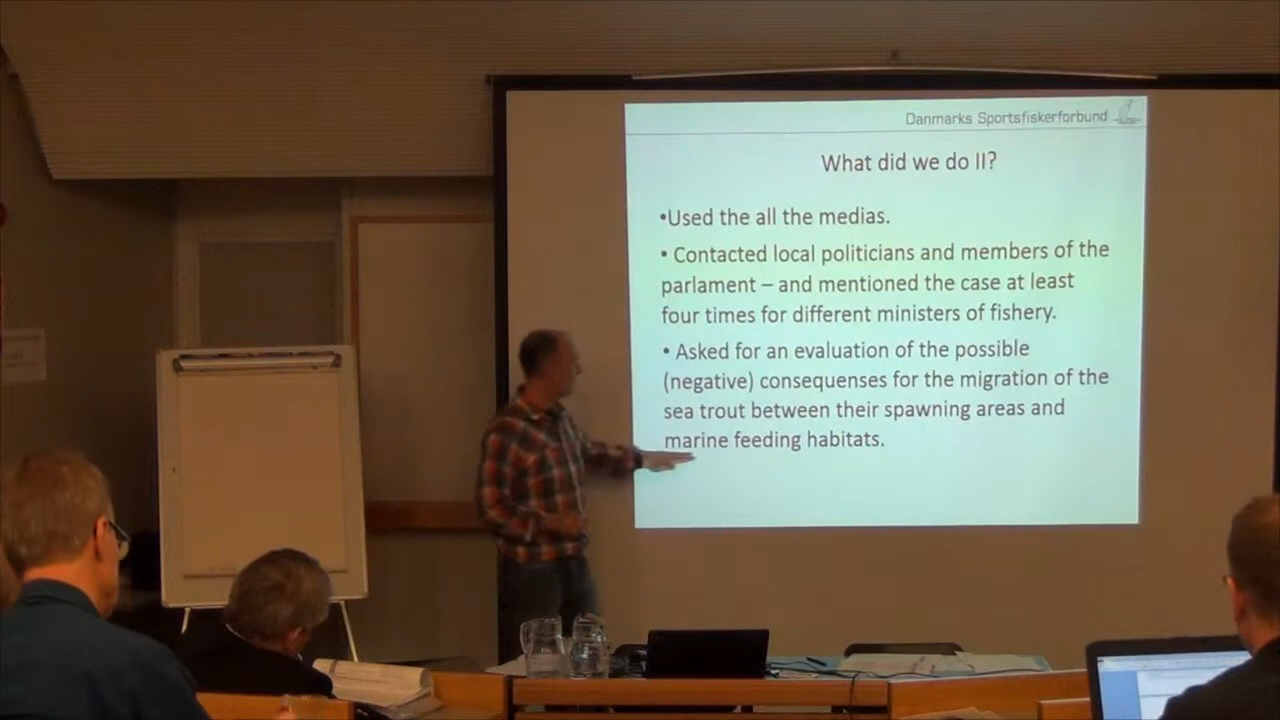 Danmarks Sportsfiskerforbund
What did we do II?
•Used the all the medias.
• Contacted local politicians and members of the
parlament – and mentioned the case at least
four times for different ministers of fishery.
• Asked for an evaluation of the possible
(negative) consequenses for the migration of the
sea trout between their spawning areas and
marine feeding habitats.